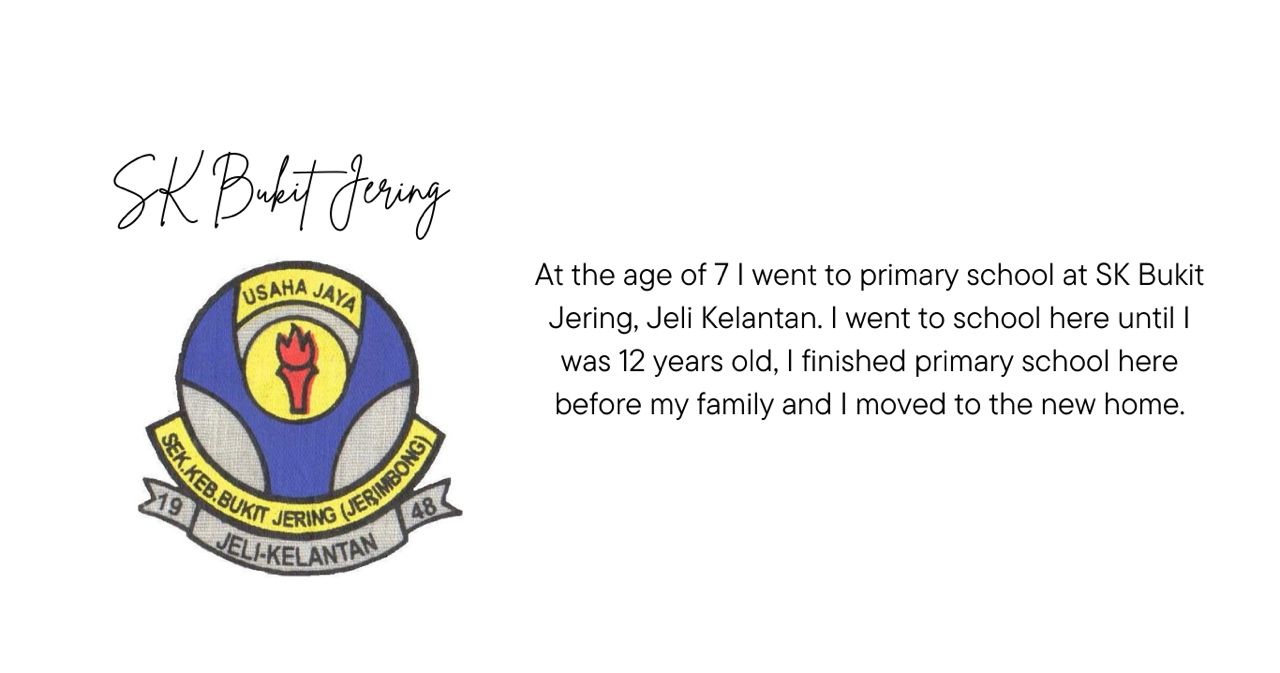 SK Bukit Jering
USAHA JAYA
SEK.KEB.BUKIT JERING (JERIMBONG)
19 48
JELI-KELANTAN
At the age of 7 I went to primary school at SK Bukit
Jering, Jeli Kelantan. I went to school here until I
was 12 years old, I finished primary school here
before my family and I moved to the new home.